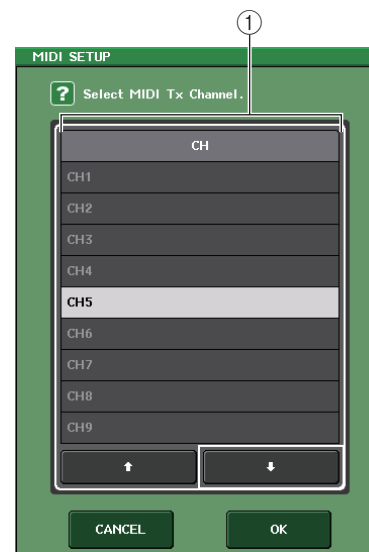 ①
MIDI SETUP
? Select MIDI Tx Channel.
CH
CH1
CH2
CH3
CH4
CH5
CH6
CH7
CH8
CH9
CANCEL OK